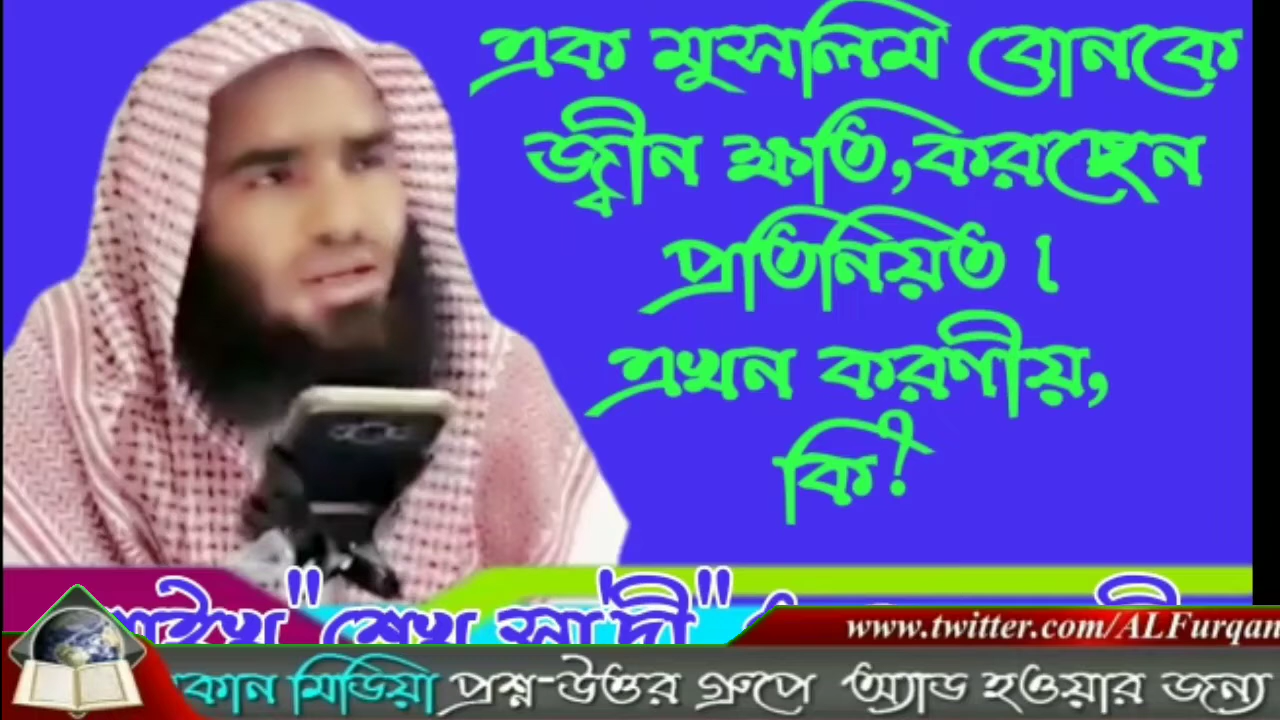 এক মুসলিম বোনকে
জ্বীন ক্ষতি,করছেন
প্রতিনিয়ত ।
এখন করণীয়,
কি?
"শেখ সা'দী"
www.twitter.com/ALFurqan
মিডিয়া প্রশ্ন-উত্তর গ্রুপে অ্যাড হওয়ার জন্য